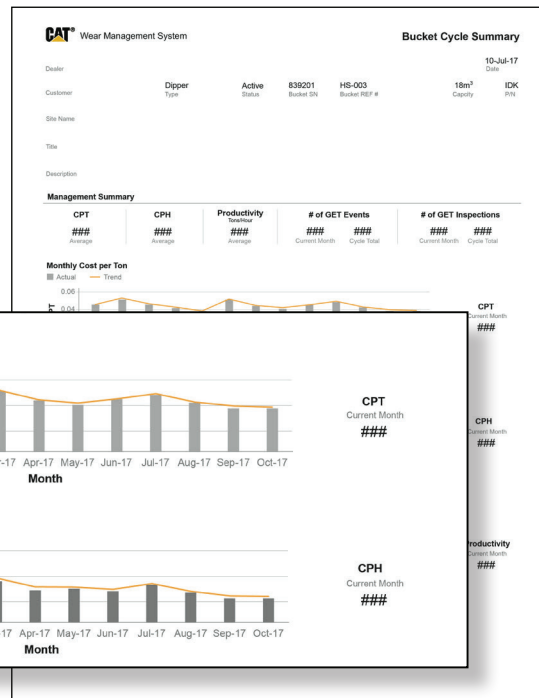 CAT® Wear Management System
Bucket Cycle Summary
10-Jul-17
Date
Dealer
Customer
Dipper
Type
Active
Status
839201
Bucket SN
HS-003
Bucket REF #
18m³
Capcity
IDK
P/N
Site Name
Title
Description
Management Summary
CPT
###
Average
CPH
###
Average
Productivity
Tons/Hour
###
Average
# of GET Events
### ###
Current Month Cycle Total
# of GET Inspections
### ###
Current Month Cycle Total
Monthly Cost per Ton
Actual Trend
0.06
0.04
CPT
Current Month
###
CPH
Current Month
###
Productivity
Current Month
###
Apr-17 May-17 Jun-17 Jul-17 Aug-17 Sep-17 Oct-17
Month
CPT
Current Month
###
Apr-17 May-17 Jun-17 Jul-17 Aug-17 Sep-17 Oct-17
Month
CPH
Current Month
###